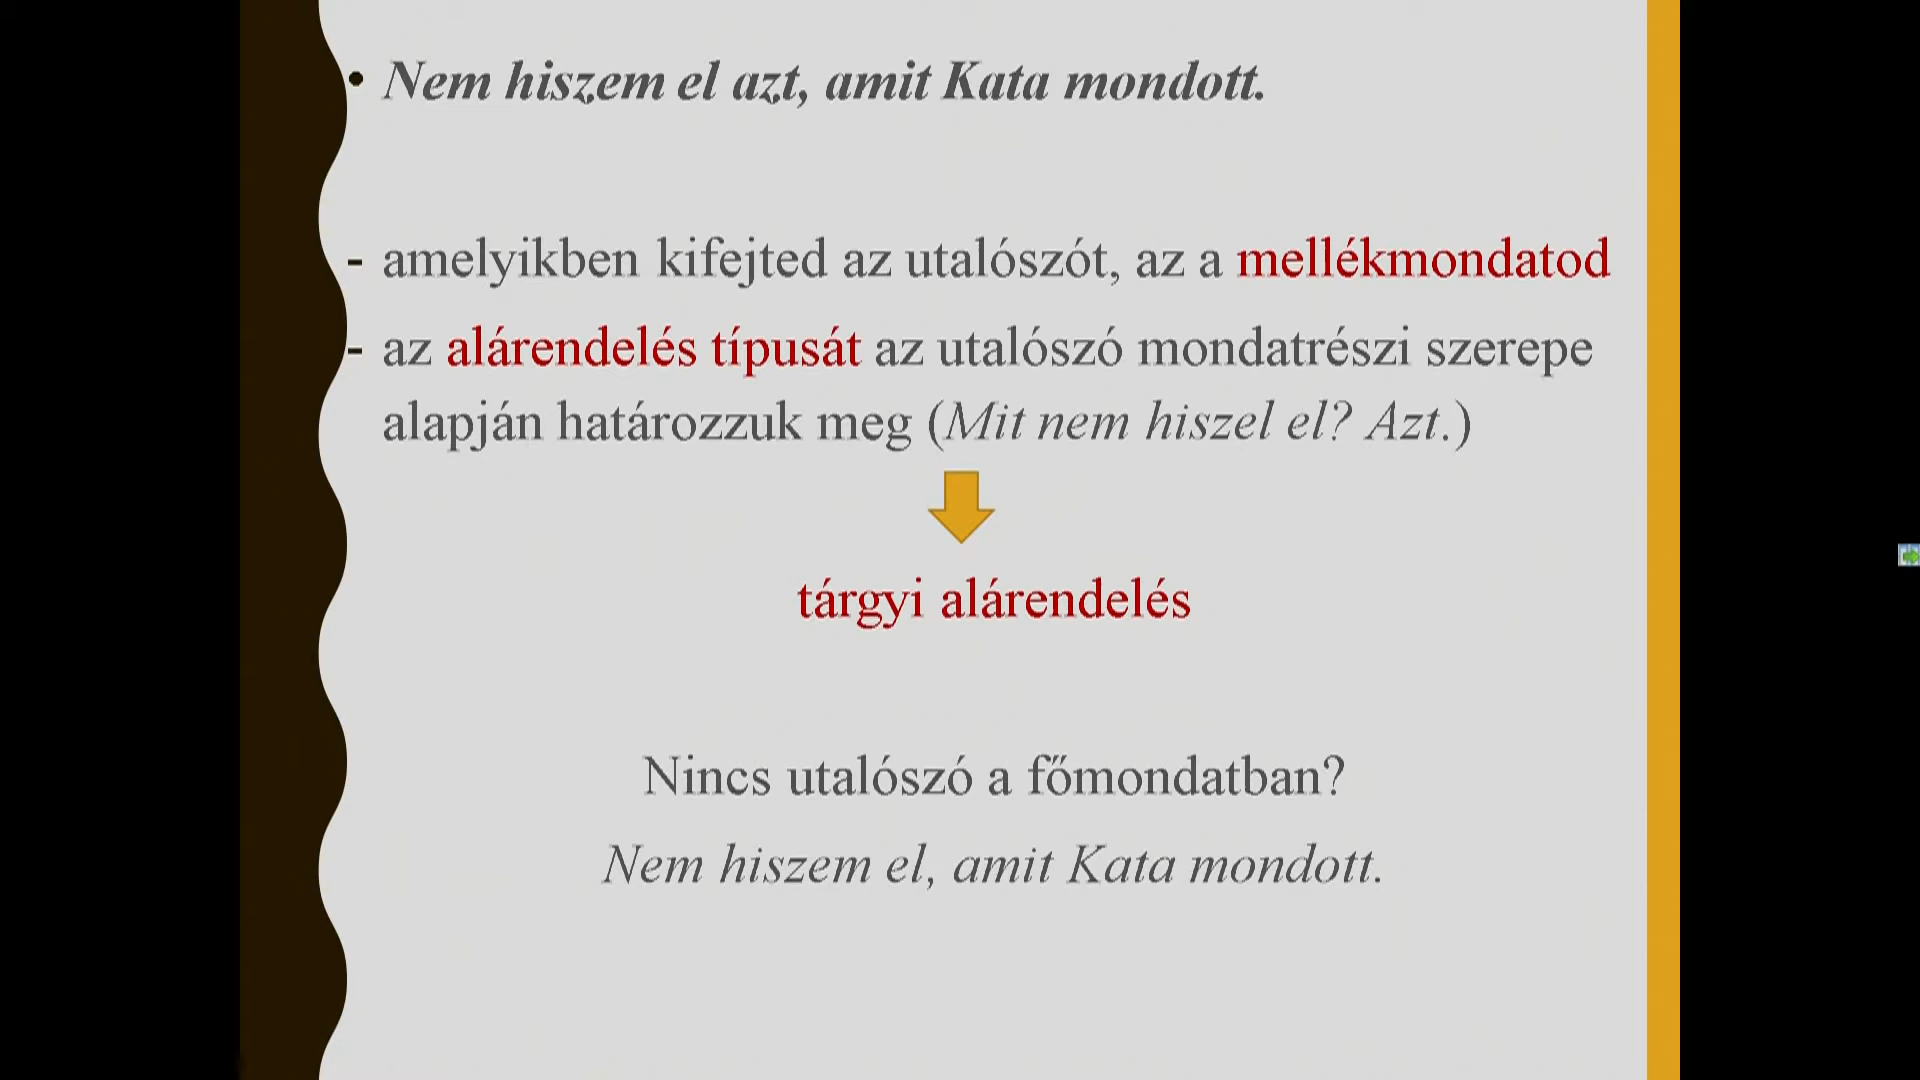 • Nem hiszem el azt, amit Kata mondott.
- amelyikben kifejted az utalószót, az a mellékmondatod
- az alárendelés típusát az utalószó mondatrészi szerepe
alapján határozzuk meg (Mit nem hiszel el? Azt.)
tárgyi alárendelés
Nincs utalószó a főmondatban?
Nem hiszem el, amit Kata mondott.